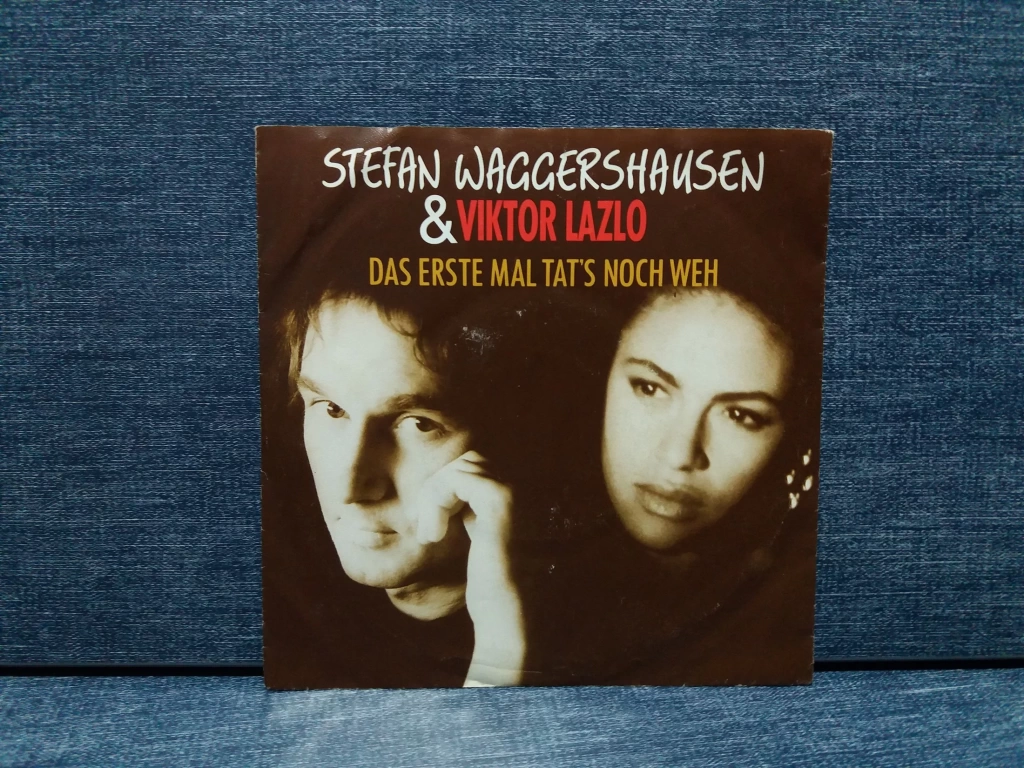 STEFAN WAGGERSHAUSEN
& VIKTOR LAZLO
DAS ERSTE MAL TAT'S NOCH WEH